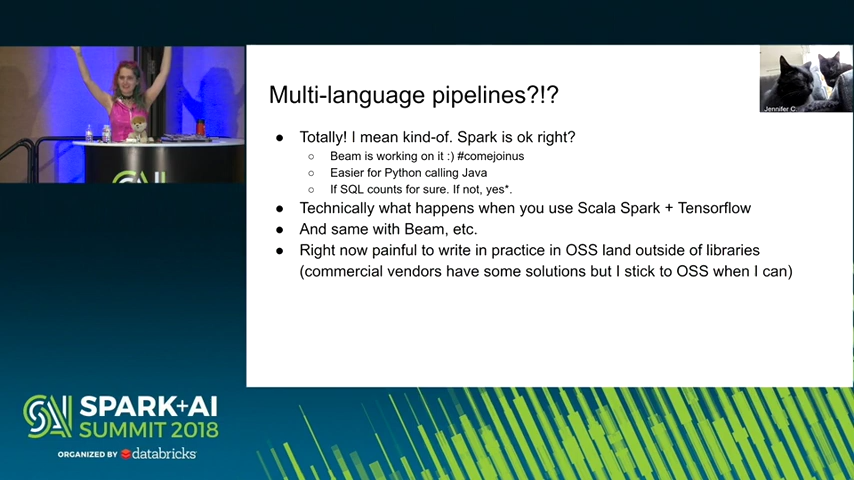 Multi-language pipelines?!?
Jennifer C.
● Totally! I mean kind-of. Spark is ok right?
○ Beam is working on it :) #comejoinus
○ Easier for Python calling Java
○ If SQL counts for sure. If not, yes*.
● Technically what happens when you use Scala Spark + Tensorflow
● And same with Beam, etc.
● Right now painful to write in practice in OSS land outside of libraries
(commercial vendors have some solutions but I stick to OSS when I can)
SAI SPARK+AI
SUMMIT 2018
ORGANIZED BY databricks